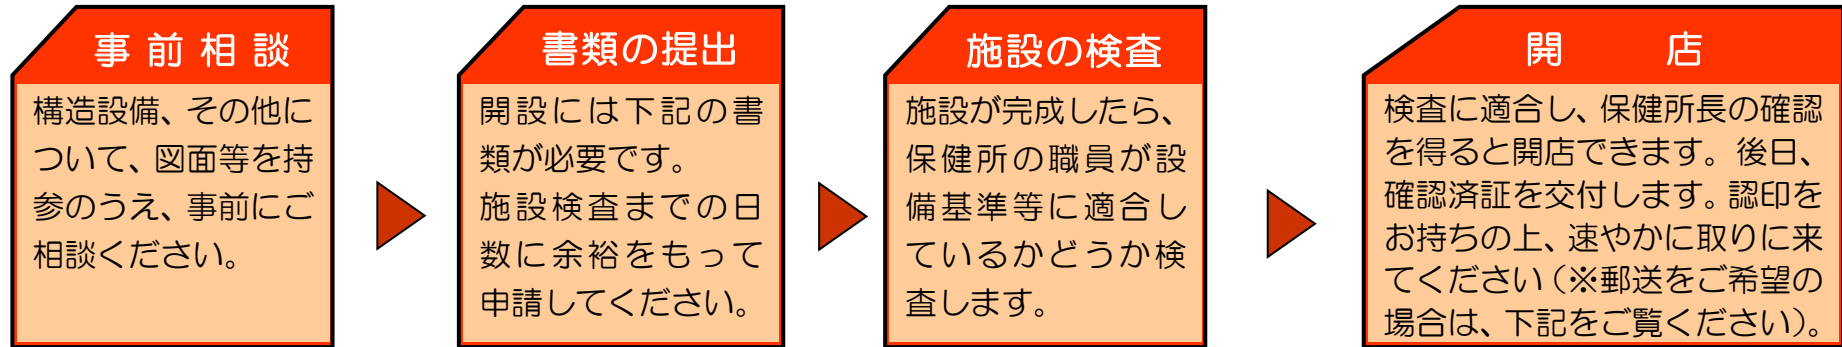 事前相談
構造設備、その他に
ついて、図面等を持
参のうえ、事前にご
相談ください。
書類の提出
開設には下記の書
類が必要です。
施設検査までの日
数に余裕をもって
申請してください。
施設の検査
施設が完成したら、
保健所の職員が設
備基準等に適合し
ているかどうか検
査します。
開店
検査に適合し、保健所長の確認
を得ると開店できます。後日、
確認済証を交付します。認印を
お持ちの上、速やかに取りに来
てください(※郵送をご希望の
場合は、下記をご覧ください)。